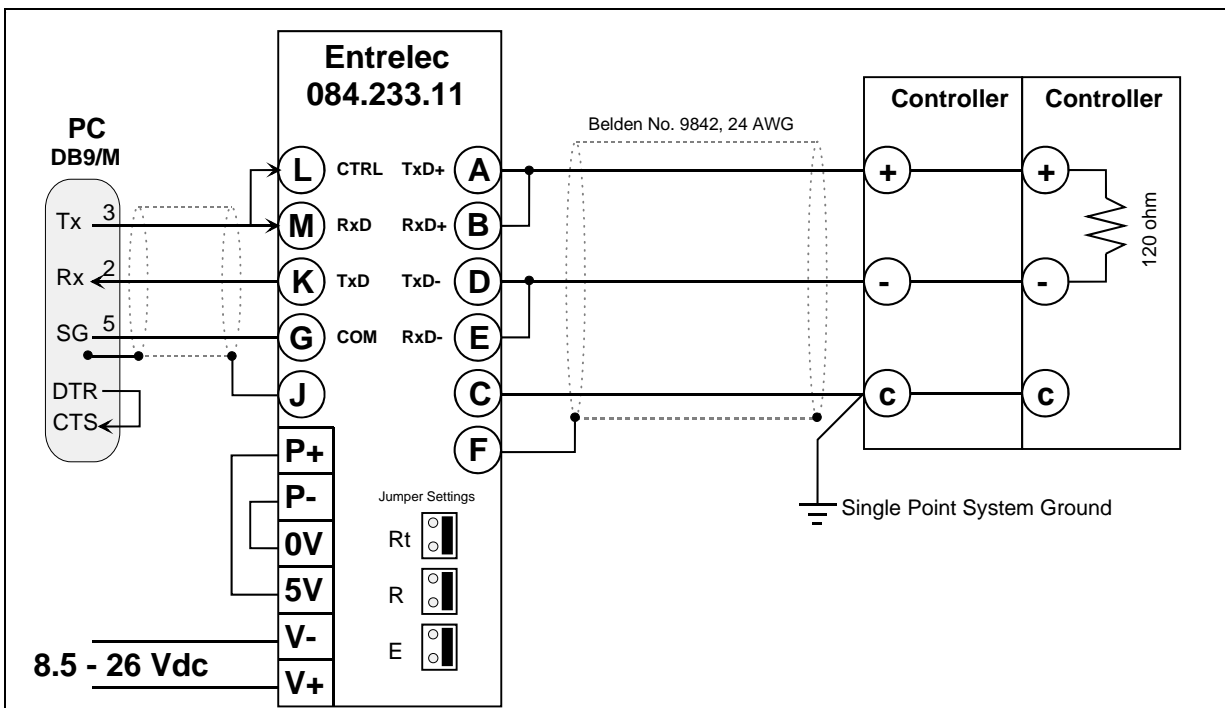 Entrelec
084.233.11
PC
DB9/M
Tx 3
Rx 2
SG 5
DTR
CTS
L CTRL TxD+ A
M RxD RxD+ B
K TxD TxD- D
G COM RxD- E
J C
F
P+
P-
0V
5V
V-
V+
8.5 - 26 Vdc
Jumper Settings
Rt
R
E
Belden No. 9842, 24 AWG
Controller Controller
+ +
- -
c c
120 ohm
Single Point System Ground